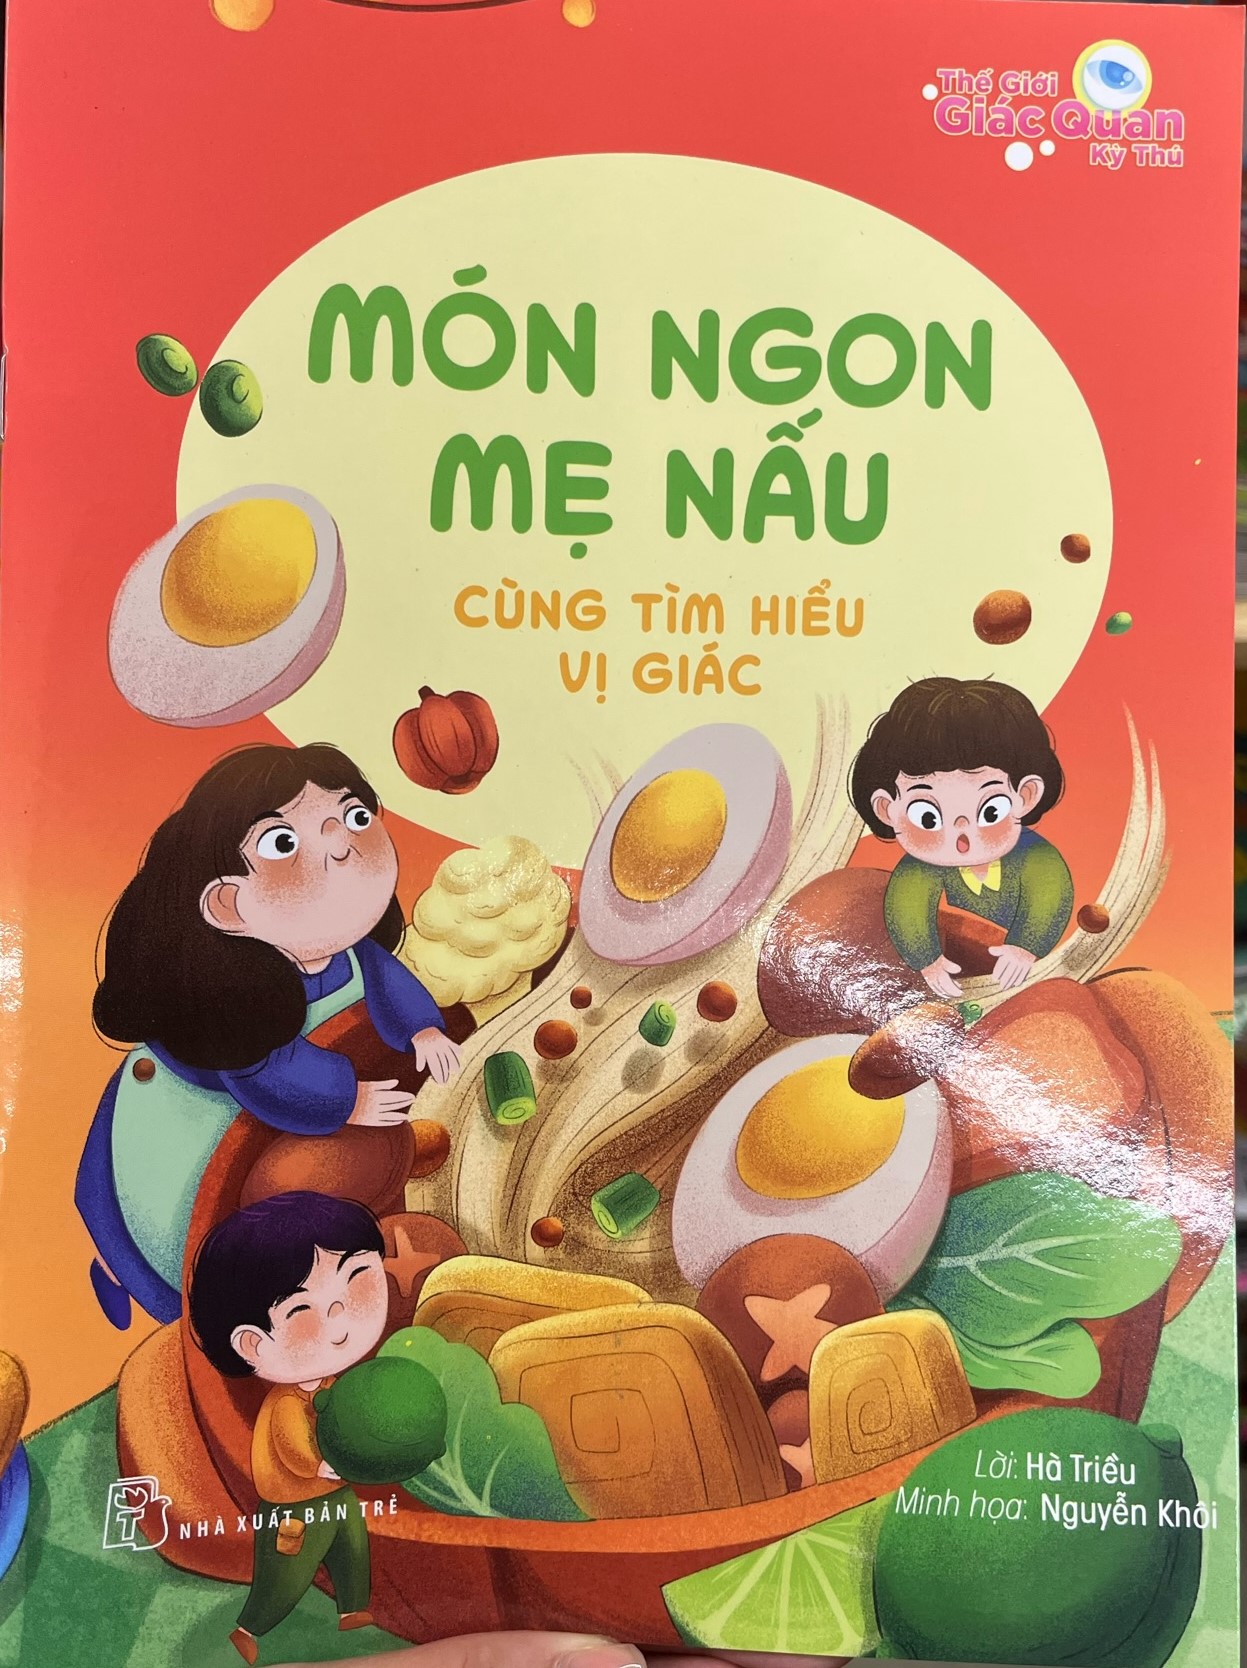 Thế Giới
Giác Quan
Kỳ Thú
MÓN NGON
MẸ NẤU
CÙNG TÌM HIỂU
VỊ GIÁC
Lời: Hà Triều
Minh họa: Nguyễn Khôi
NHÀ XUẤT BẢN TRẺ